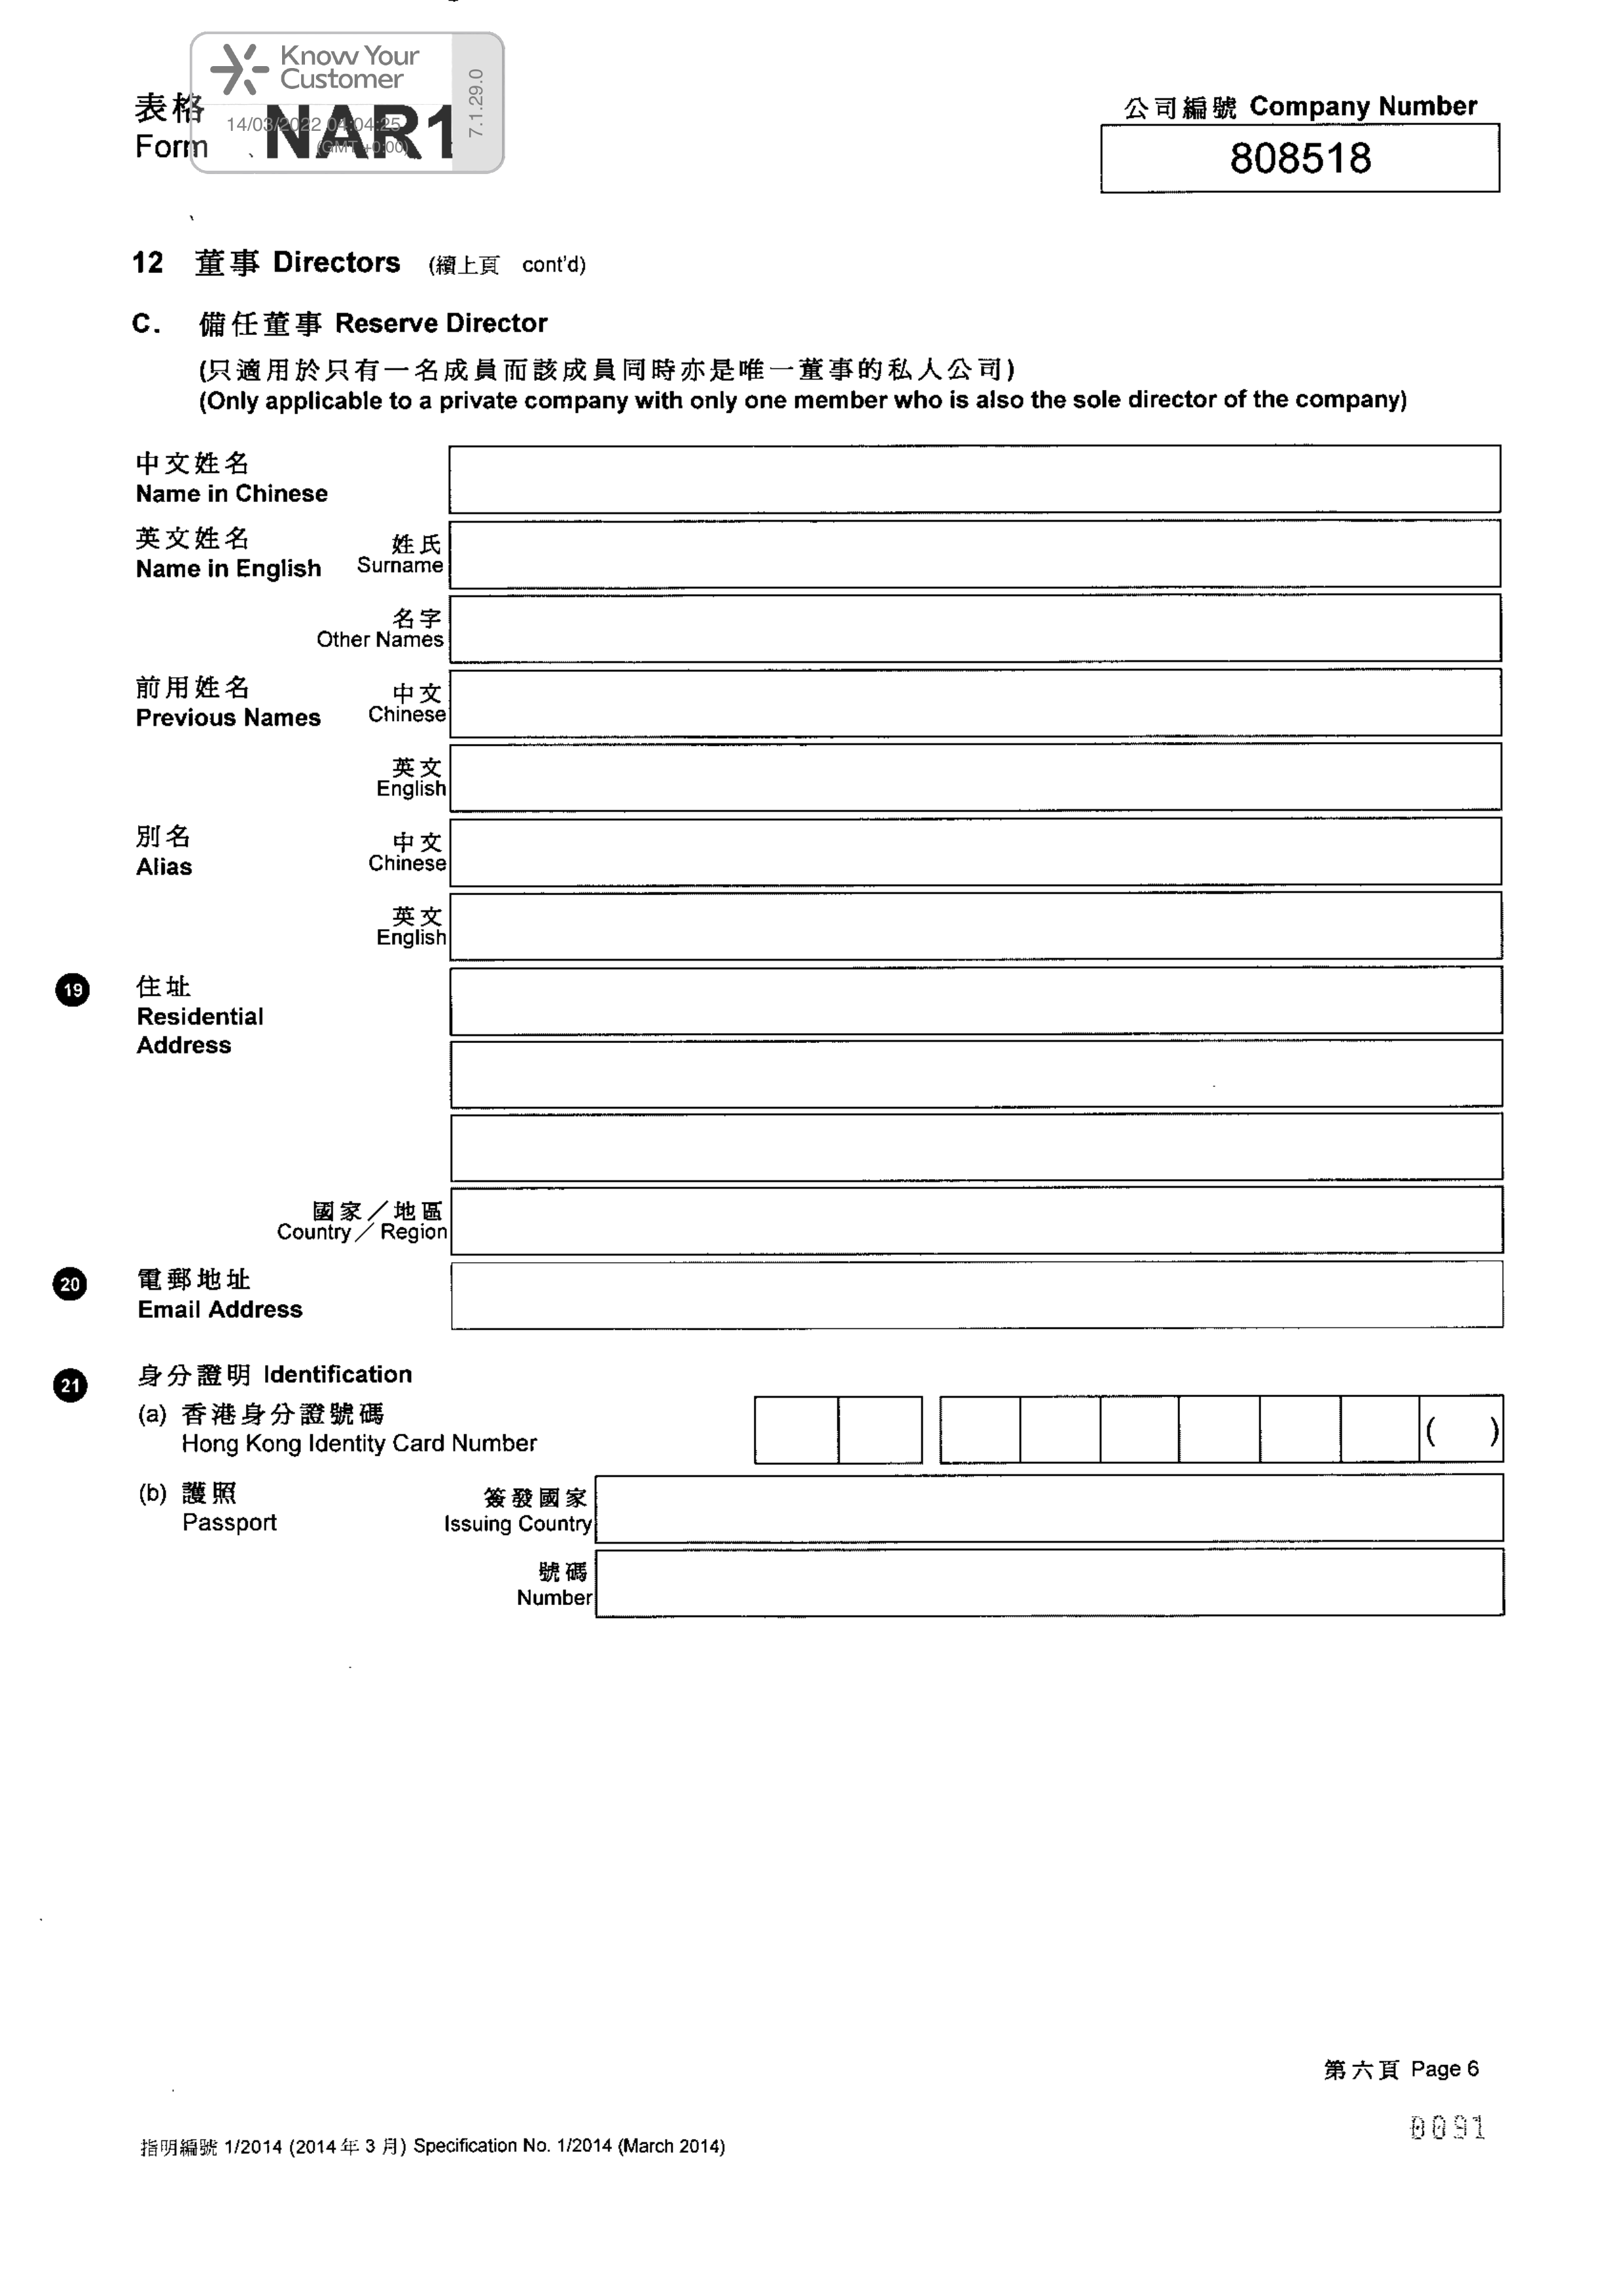 Know Your
Customer
7.1.29.0
14/03/2022 04:04:25
(GMT +0:00)
表格
Form NAR1
公司編號 Company Number
808518
12 董事 Directors (續上頁 cont'd)
C. 備任董事 Reserve Director
(只適用於只有一名成員而該成員同時亦是唯一董事的私人公司)
(Only applicable to a private company with only one member who is also the sole director of the company)
中文姓名
Name in Chinese
英文姓名 姓氏
Name in English Surname
名字
Other Names
前用姓名 中文
Previous Names Chinese
英文
English
別名 中文
Alias Chinese
英文
English
19 住址
Residential
Address
國家／地區
Country／Region
20 電郵地址
Email Address
21 身分證明 Identification
(a) 香港身分證號碼
Hong Kong Identity Card Number
( )
(b) 護照 簽發國家
Passport Issuing Country
號碼
Number
第六頁 Page 6
0091
指明編號 1/2014 (2014年3月) Specification No. 1/2014 (March 2014)